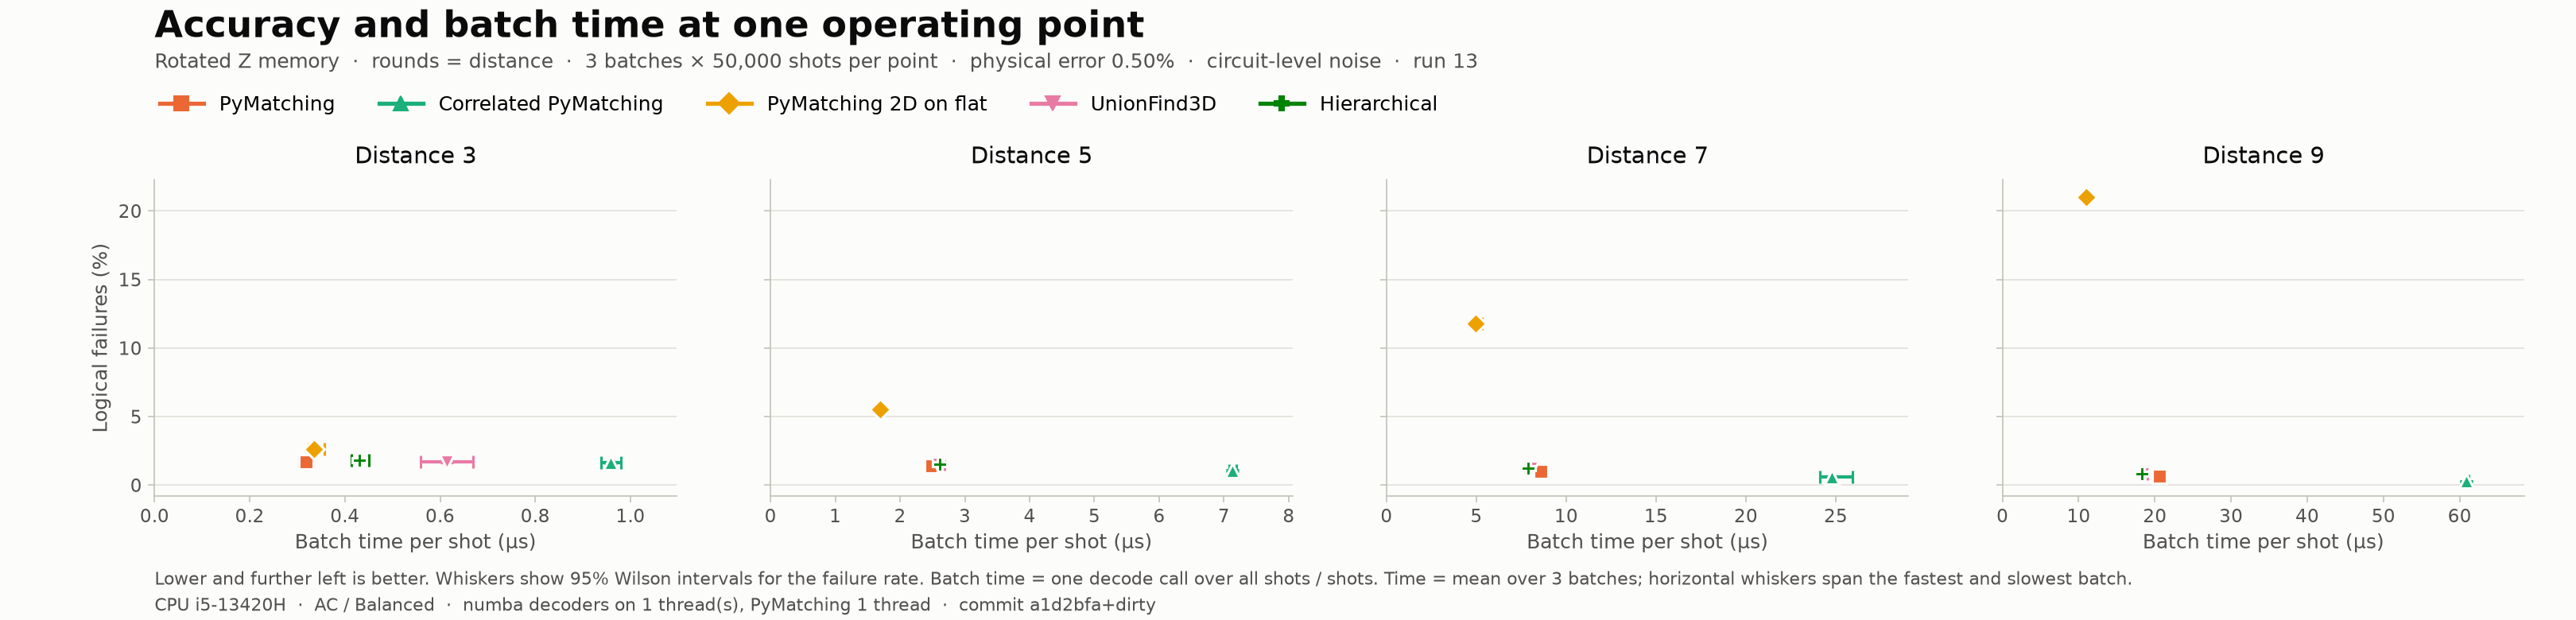 Accuracy and batch time at one operating point
Rotated Z memory · rounds = distance · 3 batches × 50,000 shots per point · physical error 0.50% · circuit-level noise · run 13
PyMatching Correlated PyMatching PyMatching 2D on flat UnionFind3D Hierarchical
Distance 3 Distance 5 Distance 7 Distance 9
Logical failures (%)
20
15
10
5
0
0.0 0.2 0.4 0.6 0.8 1.0
0 1 2 3 4 5 6 7 8
0 5 10 15 20 25
0 10 20 30 40 50 60
Batch time per shot (µs) Batch time per shot (µs) Batch time per shot (µs) Batch time per shot (µs)
Lower and further left is better. Whiskers show 95% Wilson intervals for the failure rate. Batch time = one decode call over all shots / shots. Time = mean over 3 batches; horizontal whiskers span the fastest and slowest batch.
CPU i5-13420H · AC / Balanced · numba decoders on 1 thread(s), PyMatching 1 thread · commit a1d2bfa+dirty